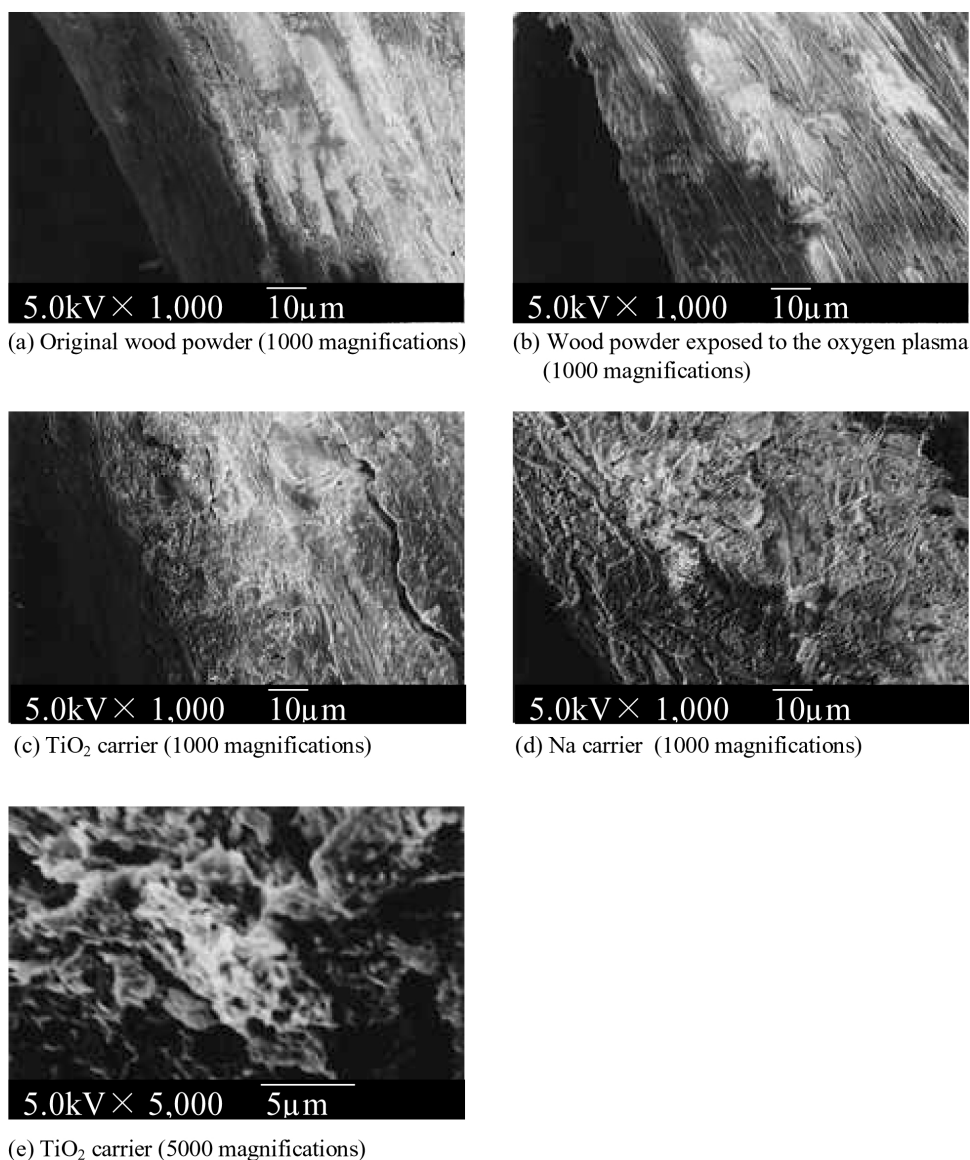 5.0kV× 1,000 10μm
5.0kV× 1,000 10μm
(a) Original wood powder (1000 magnifications)
(b) Wood powder exposed to the oxygen plasma
(1000 magnifications)
5.0kV× 1,000 10μm
5.0kV× 1,000 10μm
(c) TiO₂ carrier (1000 magnifications)
(d) Na carrier (1000 magnifications)
5.0kV× 5,000 5μm
(e) TiO₂ carrier (5000 magnifications)